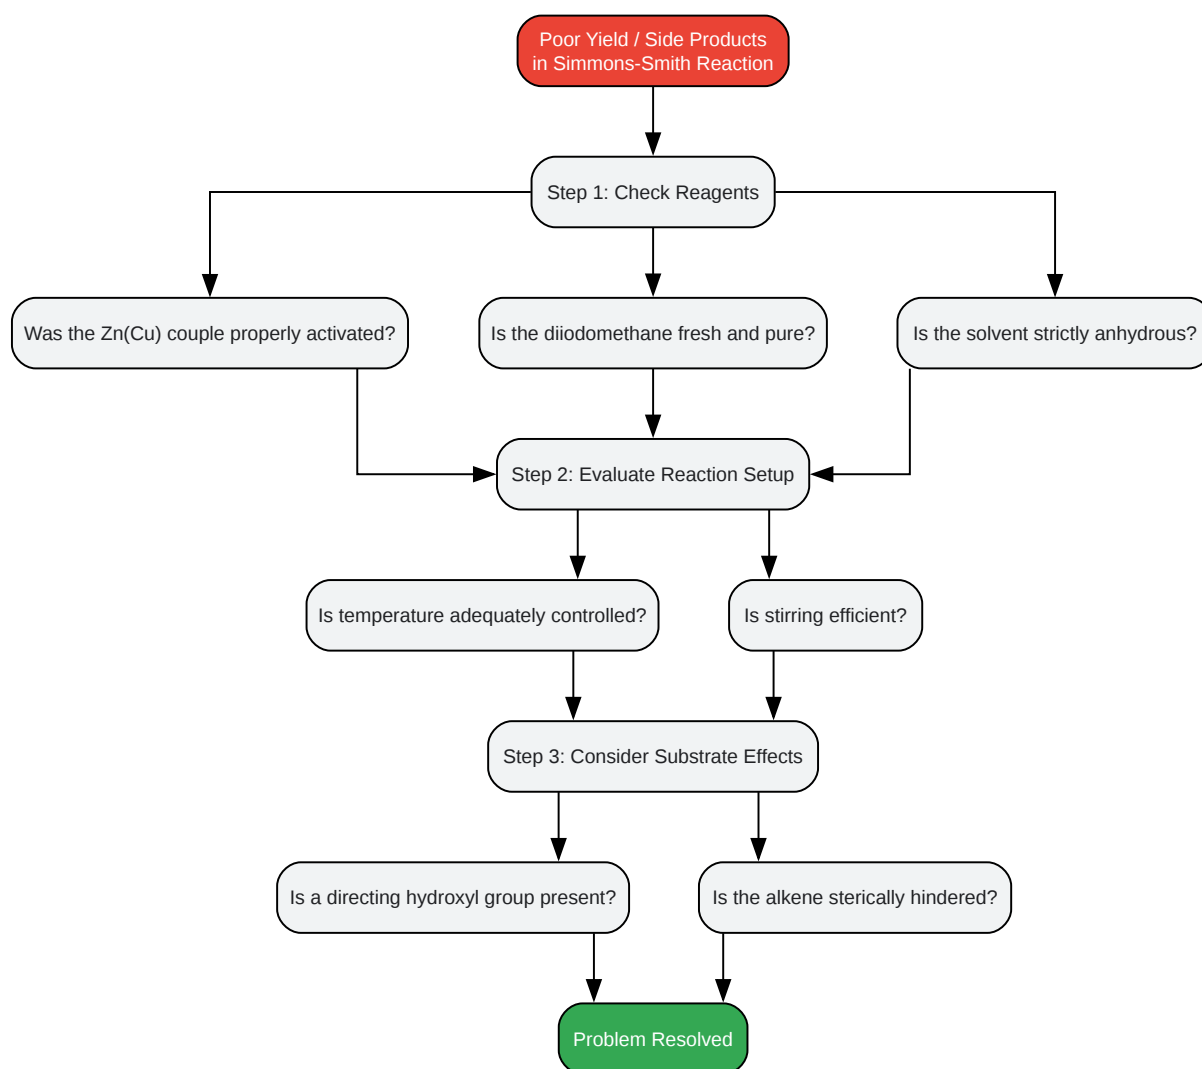 Poor Yield / Side Products
in Simmons-Smith Reaction
Step 1: Check Reagents
Was the Zn(Cu) couple properly activated?
Is the diiodomethane fresh and pure?
Is the solvent strictly anhydrous?
Step 2: Evaluate Reaction Setup
Is temperature adequately controlled?
Is stirring efficient?
Step 3: Consider Substrate Effects
Is a directing hydroxyl group present?
Is the alkene sterically hindered?
Problem Resolved